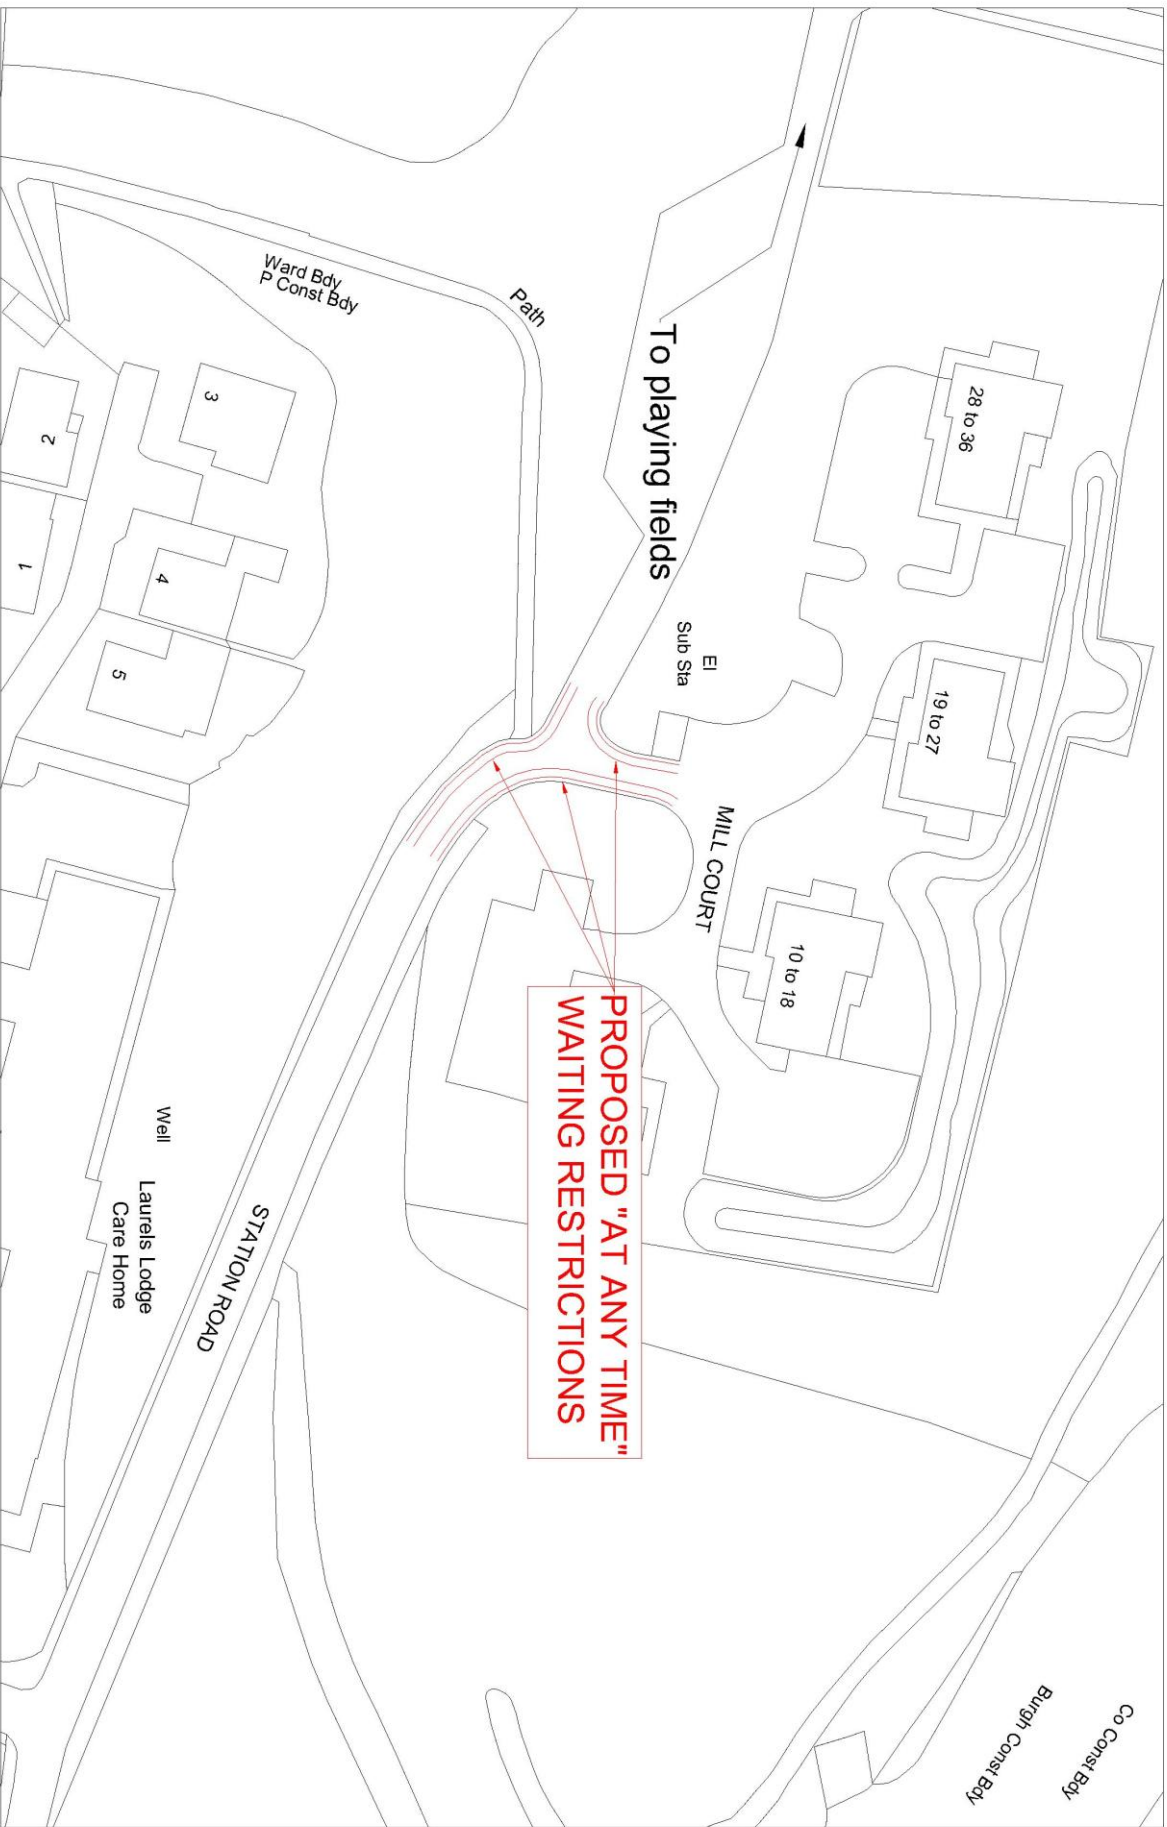 Co Const Bdy
Burgh Const Bdy
28 to 36
19 to 27
10 to 18
MILL COURT
El
Sub Sta
To playing fields
PROPOSED "AT ANY TIME"
WAITING RESTRICTIONS
Path
Ward Bdy
P Const Bdy
3
4
5
2
1
STATION ROAD
Well
Laurels Lodge
Care Home